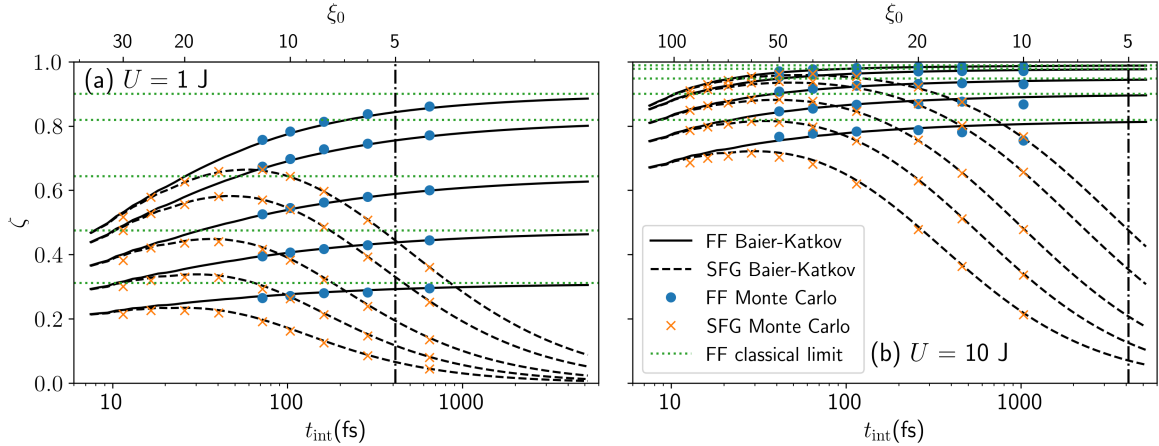 ξ₀
30 20 10 5
(a) U = 1 J
1.0
0.8
0.6
0.4
0.2
0.0
ζ
10 100 1000
t_int(fs)
ξ₀
100 50 20 10 5
FF Baier-Katkov
SFG Baier-Katkov
FF Monte Carlo
SFG Monte Carlo
FF classical limit
(b) U = 10 J
10 100 1000
t_int(fs)